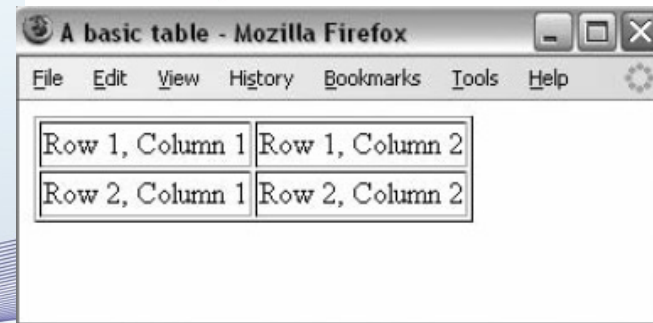 A basic table - Mozilla Firefox
File Edit View History Bookmarks Tools Help
Row 1, Column 1 Row 1, Column 2
Row 2, Column 1 Row 2, Column 2